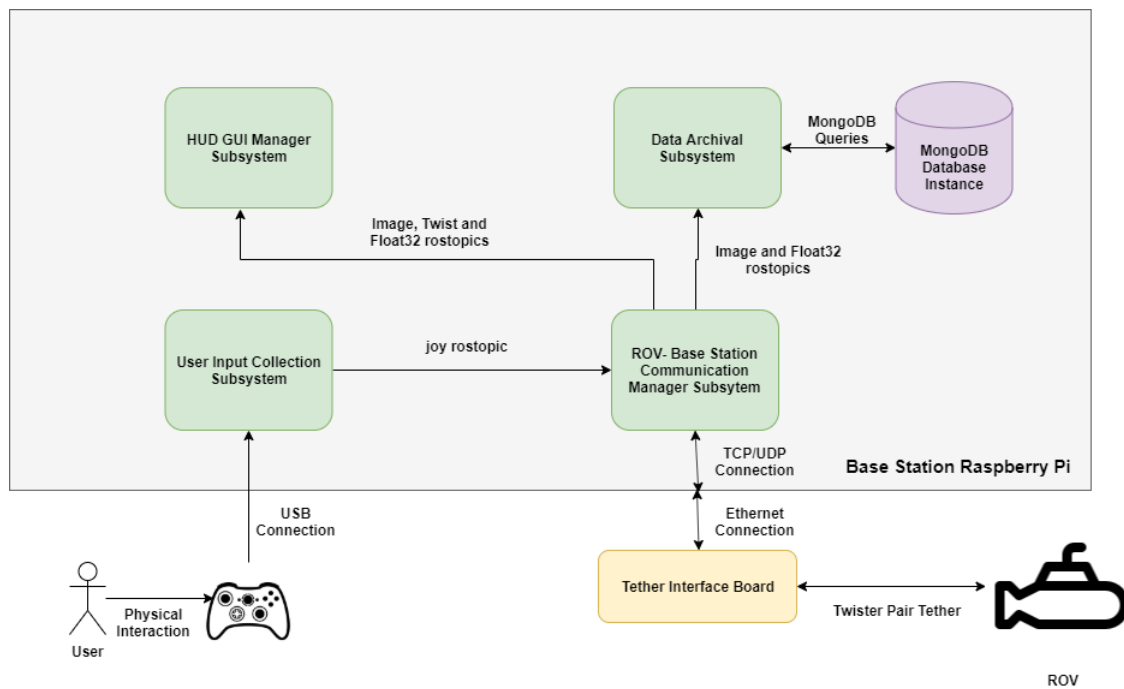 HUD GUI Manager
Subsystem
Data Archival
Subsystem
MongoDB
Queries
MongoDB
Database
Instance
Image, Twist and
Float32 rostopics
Image and Float32
rostopics
User Input Collection
Subsystem
joy rostopic
ROV- Base Station
Communication
Manager Subsytem
TCP/UDP
Connection
Base Station Raspberry Pi
USB
Connection
Ethernet
Connection
Tether Interface Board
Physical
Interaction
Twister Pair Tether
User
ROV